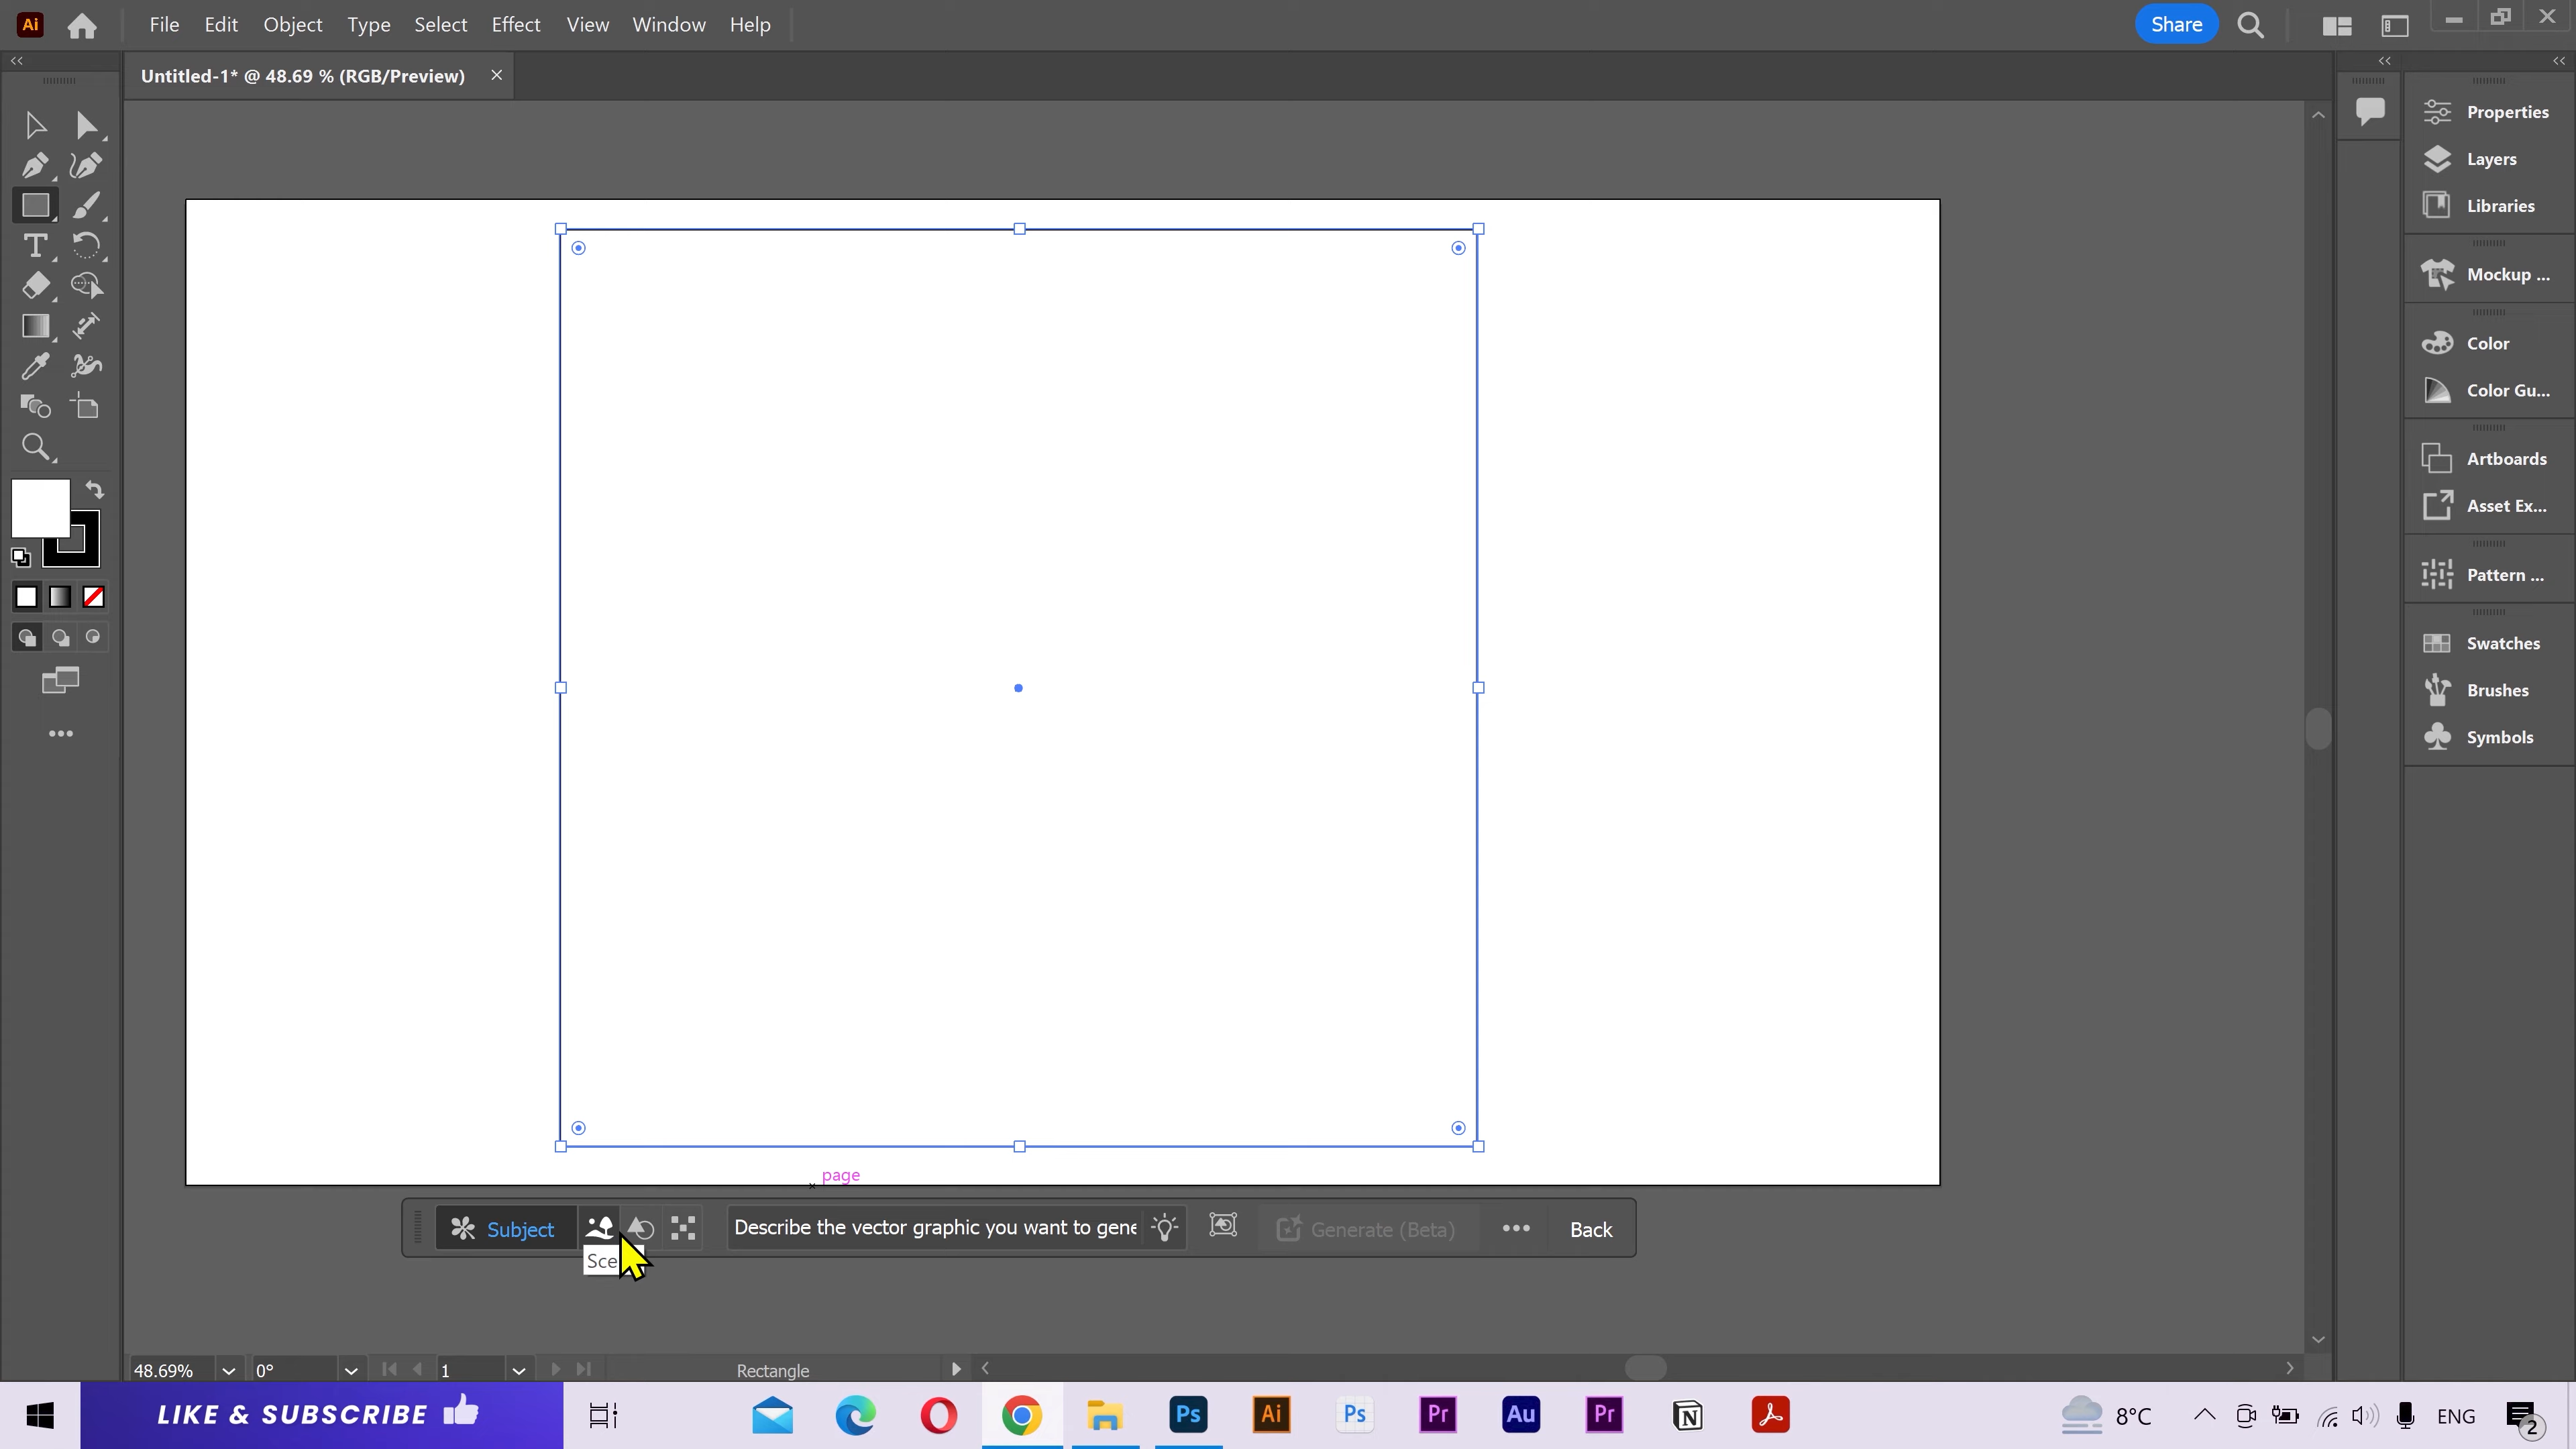 Ai File Edit Object Type Select Effect View Window Help Share
Untitled-1* @ 48.69 % (RGB/Preview) ×
T
Properties
Layers
Libraries
Mockup ...
Color
Color Gu...
Artboards
Asset Ex...
Pattern ...
Swatches
Brushes
Symbols
page
Subject Describe the vector graphic you want to gene Generate (Beta) ••• Back
Sce
48.69% 0° 1 Rectangle
LIKE & SUBSCRIBE Ps Ai Ps Pr Au Pr N 8°C ENG 2